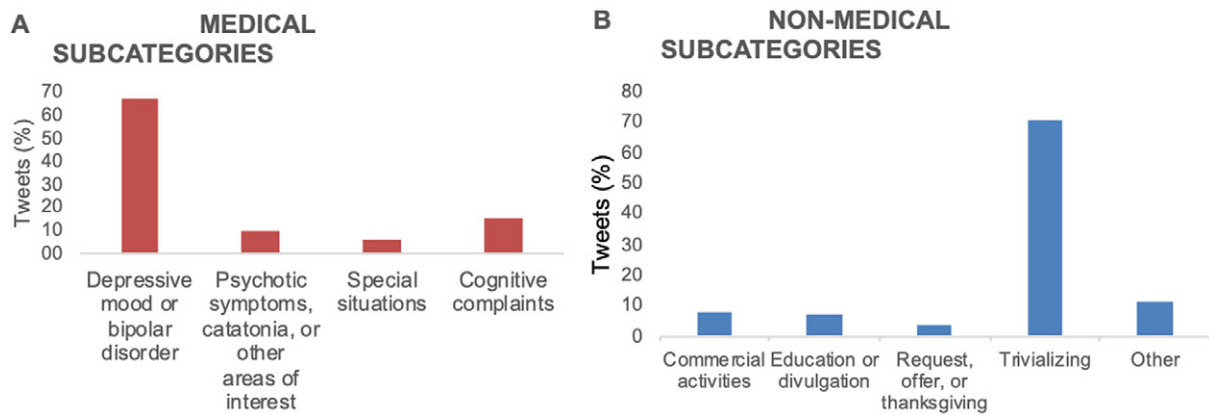 A
MEDICAL
SUBCATEGORIES
70
60
50
40
30
20
10
00
Tweets (%)
Depressive
mood or
bipolar
disorder
Psychotic
symptoms,
catatonia, or
other
areas of
interest
Special
situations
Cognitive
complaints
B
NON-MEDICAL
SUBCATEGORIES
80
70
60
50
40
30
20
10
0
Tweets (%)
Commercial
activities
Education or
divulgation
Request,
offer, or
thanksgiving
Trivializing
Other